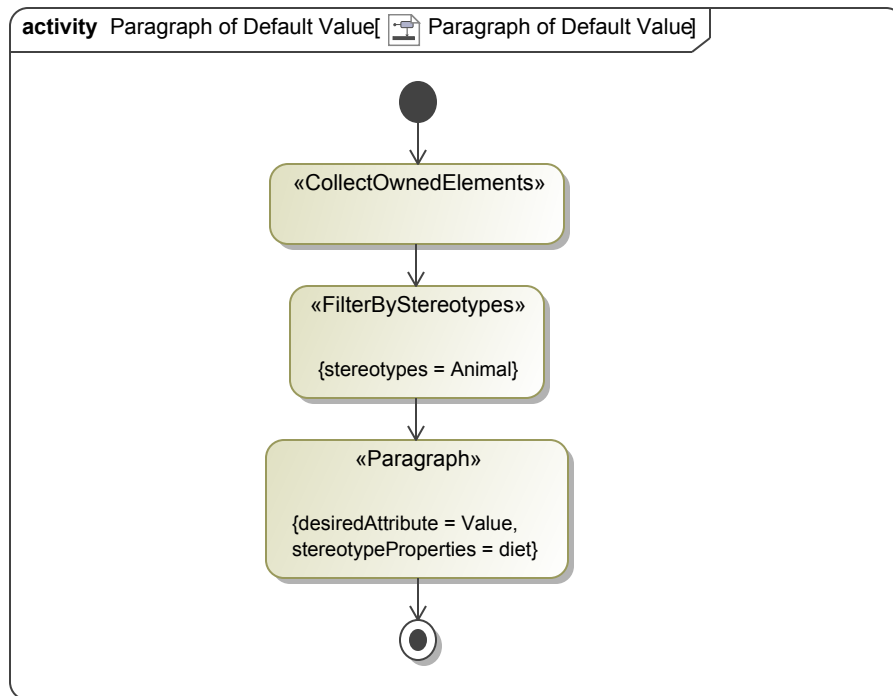 activity Paragraph of Default Value[ Paragraph of Default Value]
«CollectOwnedElements»
«FilterByStereotypes»
{stereotypes = Animal}
«Paragraph»
{desiredAttribute = Value,
stereotypeProperties = diet}